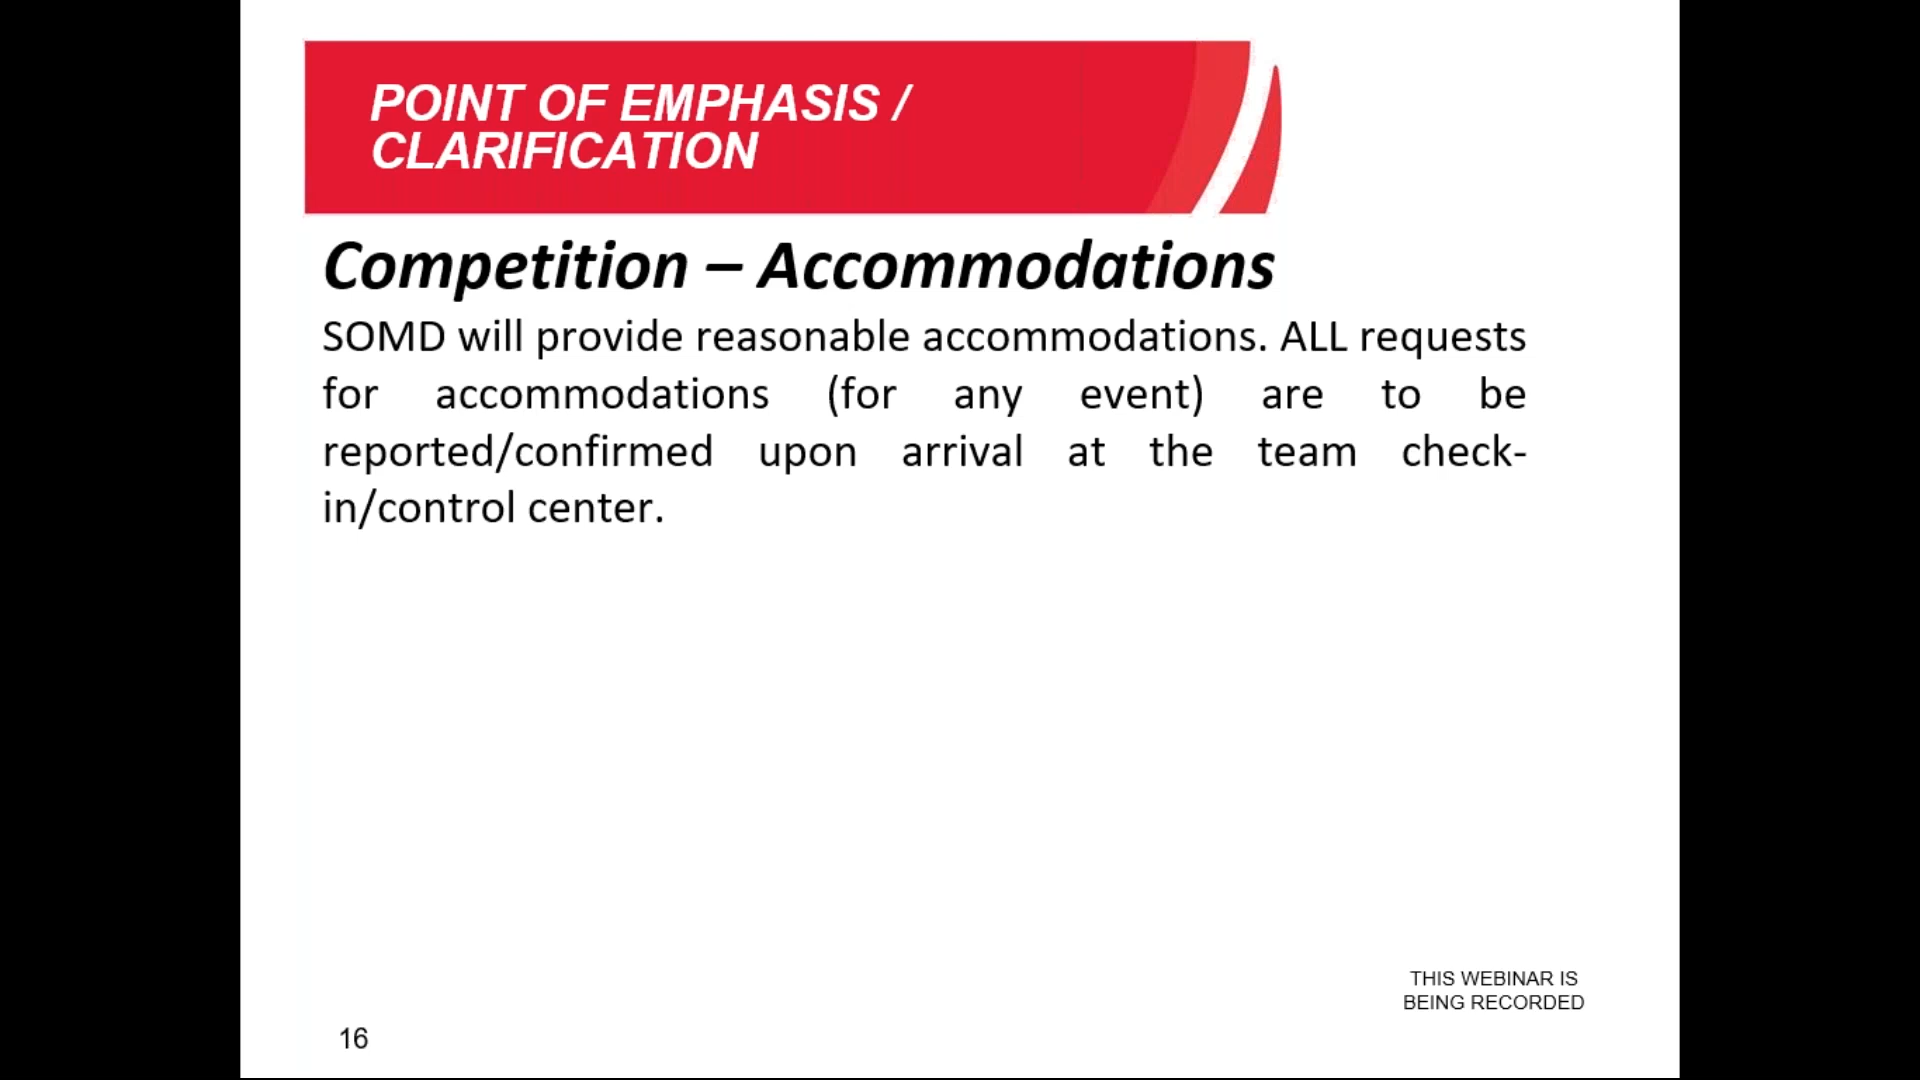 POINT OF EMPHASIS /
CLARIFICATION
Competition – Accommodations
SOMD will provide reasonable accommodations. ALL requests
for accommodations (for any event) are to be
reported/confirmed upon arrival at the team check-
in/control center.
THIS WEBINAR IS
BEING RECORDED
16